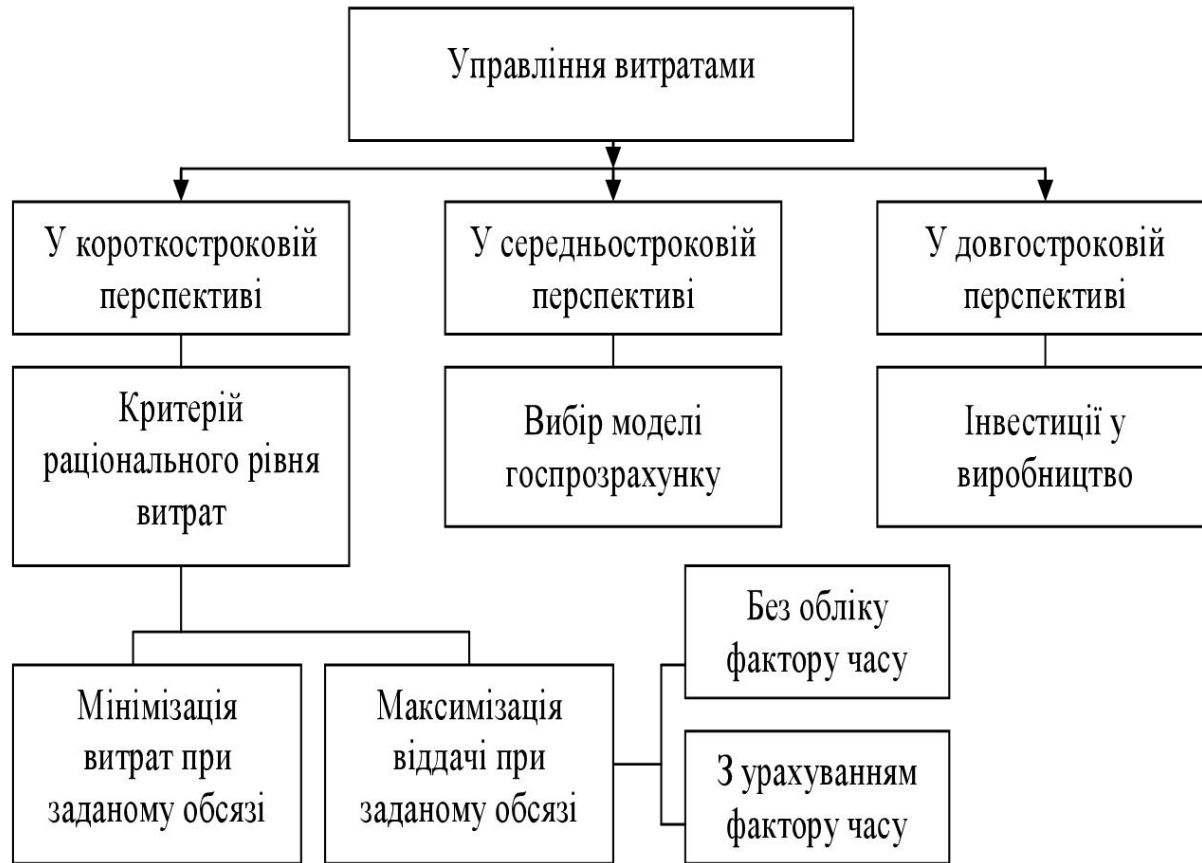 Управління витратами
У короткостроковій
перспективі
У середньостроковій
перспективі
У довгостроковій
перспективі
Критерій
раціонального рівня
витрат
Вибір моделі
госпрозрахунку
Інвестиції у
виробництво
Мінімізація
витрат при
заданому обсязі
Максимізація
віддачі при
заданому обсязі
Без обліку
фактору часу
З урахуванням
фактору часу